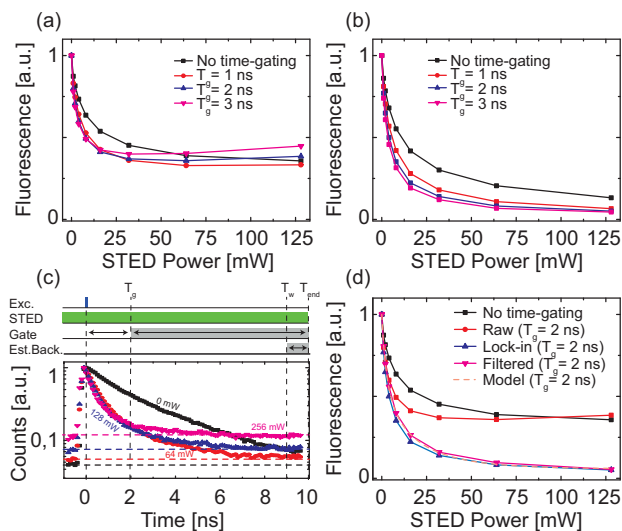 (a)
Fluorescence [a.u.]
1
0
No time-gating
T = 1 ns
g
T = 2 ns
g
T = 3 ns
g
0 25 50 75 100 125
STED Power [mW]
(b)
Fluorescence [a.u.]
1
0
No time-gating
T = 1 ns
g
T = 2 ns
g
T = 3 ns
g
0 25 50 75 100 125
STED Power [mW]
(c)
T g T w T end
Exc.
STED
Gate
Est.Back.
Counts [a.u.]
1
0,1
0 mW
128 mW
256 mW
64 mW
0 2 4 6 8 10
Time [ns]
(d)
Fluorescence [a.u.]
1
0
No time-gating
Raw (T g = 2 ns)
Lock-in (T g = 2 ns)
Filtered (T g = 2 ns)
Model (T g = 2 ns)
0 25 50 75 100 125
STED Power [mW]